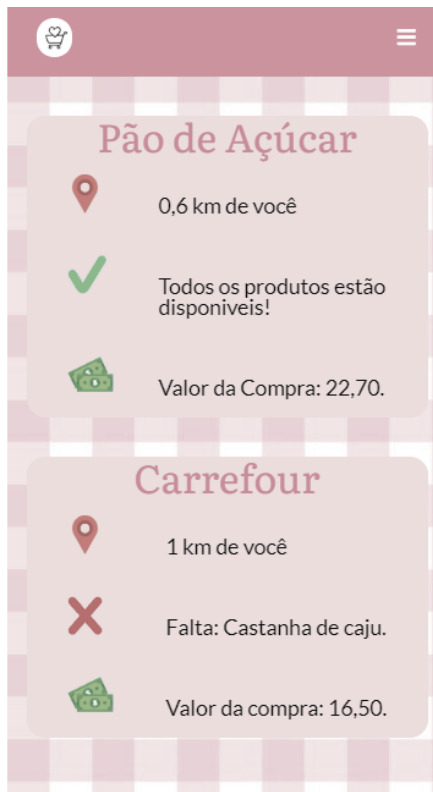 Pão de Açúcar
0,6 km de você
Todos os produtos estão
disponiveis!
Valor da Compra: 22,70.
Carrefour
1 km de você
Falta: Castanha de caju.
Valor da compra: 16,50.